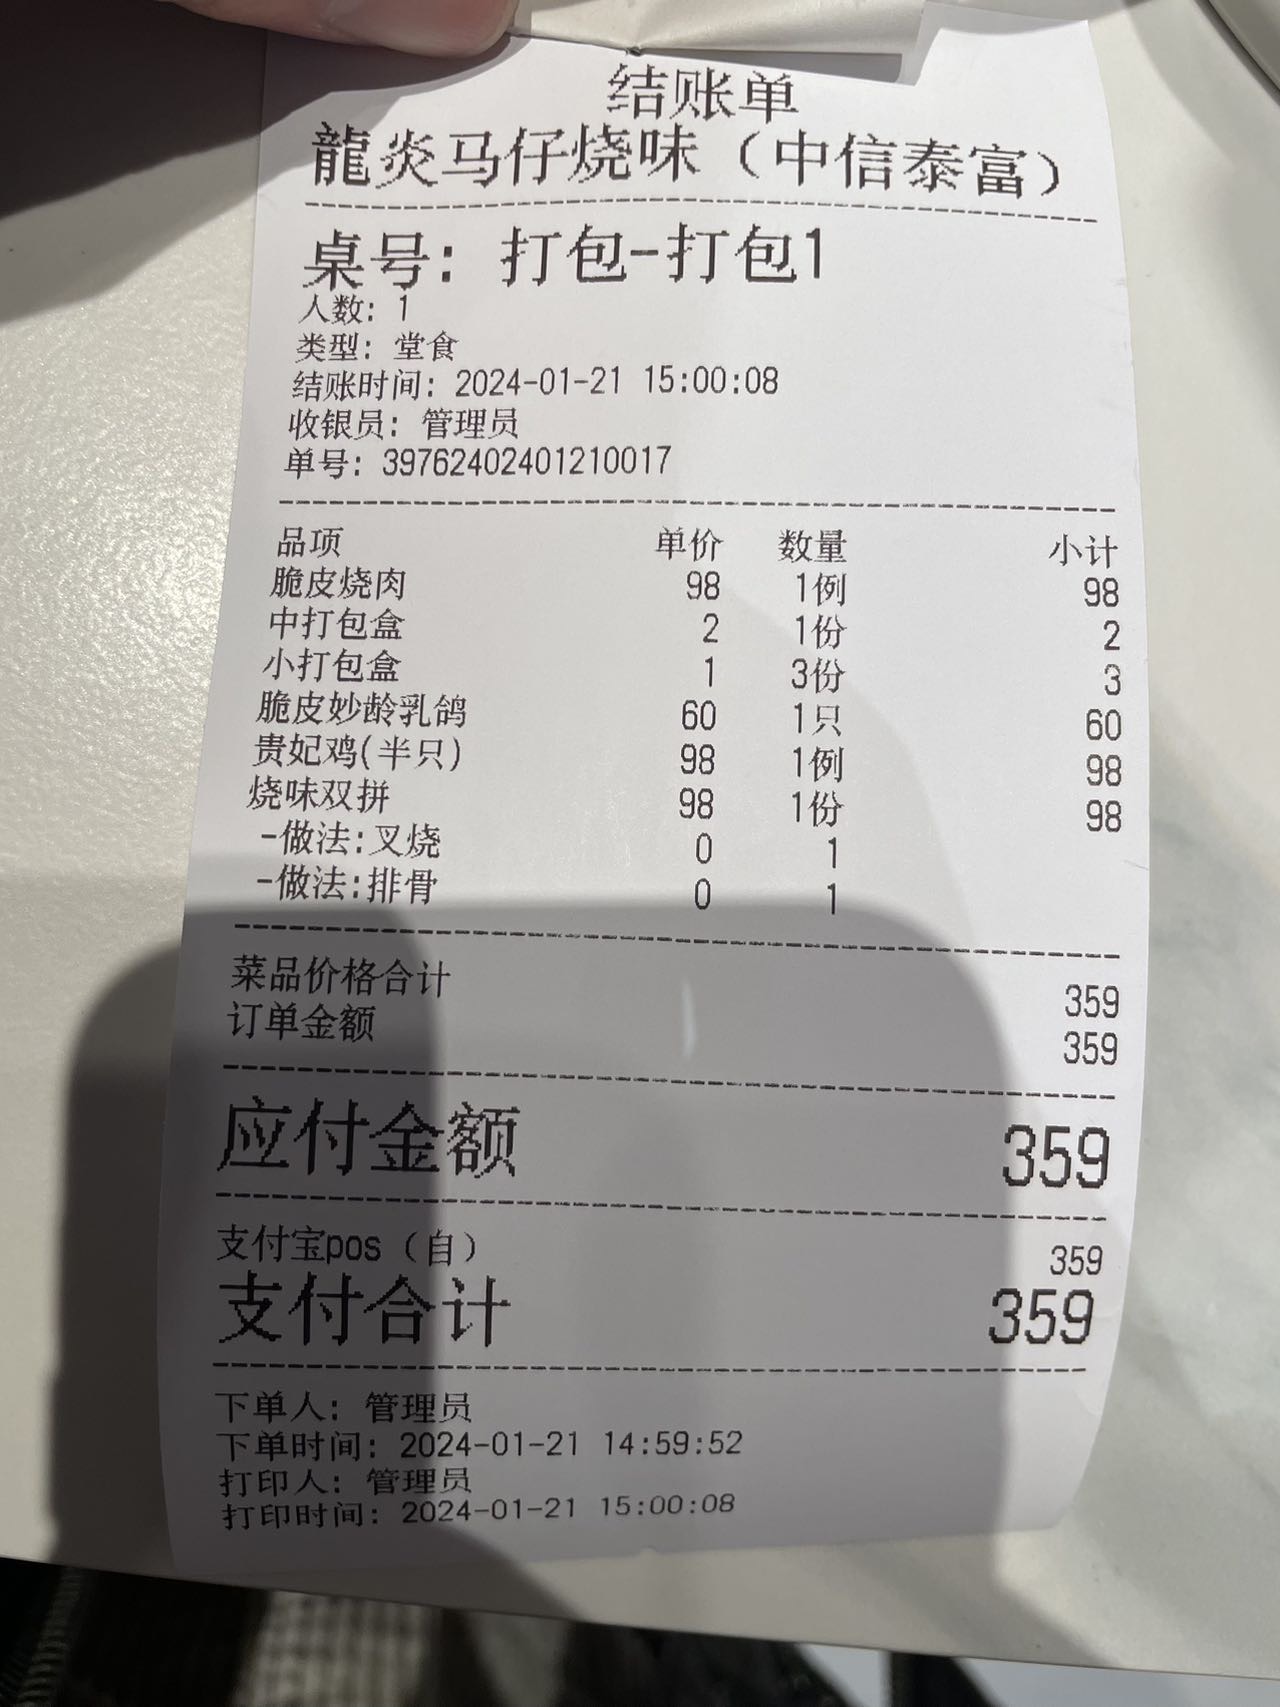 结账单
龍炎马仔烧味（中信泰富）
桌号：打包-打包1
人数：1
类型：堂食
结账时间：2024-01-21 15:00:08
收银员：管理员
单号：39762402401210017
品项 单价 数量 小计
脆皮烧肉 98 1例 98
中打包盒 2 1份 2
小打包盒 1 3份 3
脆皮妙龄乳鸽 60 1只 60
贵妃鸡(半只) 98 1例 98
烧味双拼 98 1份 98
-做法:叉烧 0 1
-做法:排骨 0 1
菜品价格合计 359
订单金额 359
应付金额 359
支付宝pos（自） 359
支付合计 359
下单人：管理员
下单时间：2024-01-21 14:59:52
打印人：管理员
打印时间：2024-01-21 15:00:08